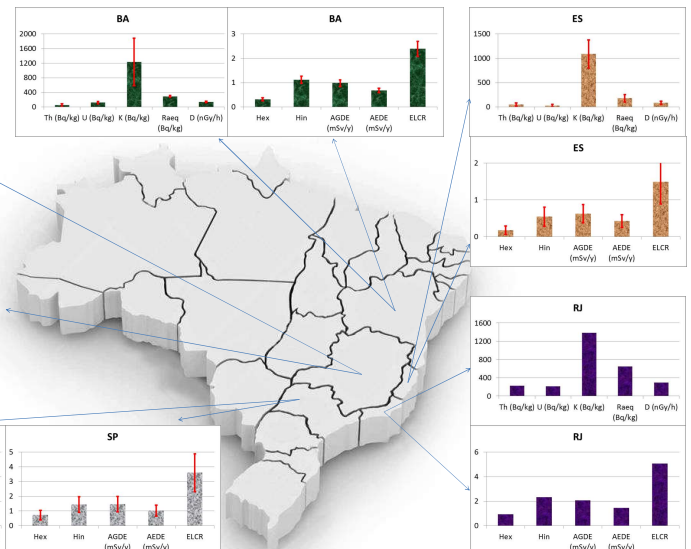 BA
2000
1600
1200
800
400
0
Th (Bq/kg) U (Bq/kg) K (Bq/kg) Raeq (Bq/kg) D (nGy/h)
BA
3
2
1
0
Hex Hin AGDE (mSv/y) AEDE (mSv/y) ELCR
ES
1500
1000
500
0
Th (Bq/kg) U (Bq/kg) K (Bq/kg) Raeq (Bq/kg) D (nGy/h)
ES
2
1
0
Hex Hin AGDE (mSv/y) AEDE (mSv/y) ELCR
RJ
1600
1200
800
400
0
Th (Bq/kg) U (Bq/kg) K (Bq/kg) Raeq (Bq/kg) D (nGy/h)
SP
5
4
3
2
1
0
Hex Hin AGDE (mSv/y) AEDE (mSv/y) ELCR
RJ
6
4
2
0
Hex Hin AGDE (mSv/y) AEDE (mSv/y) ELCR